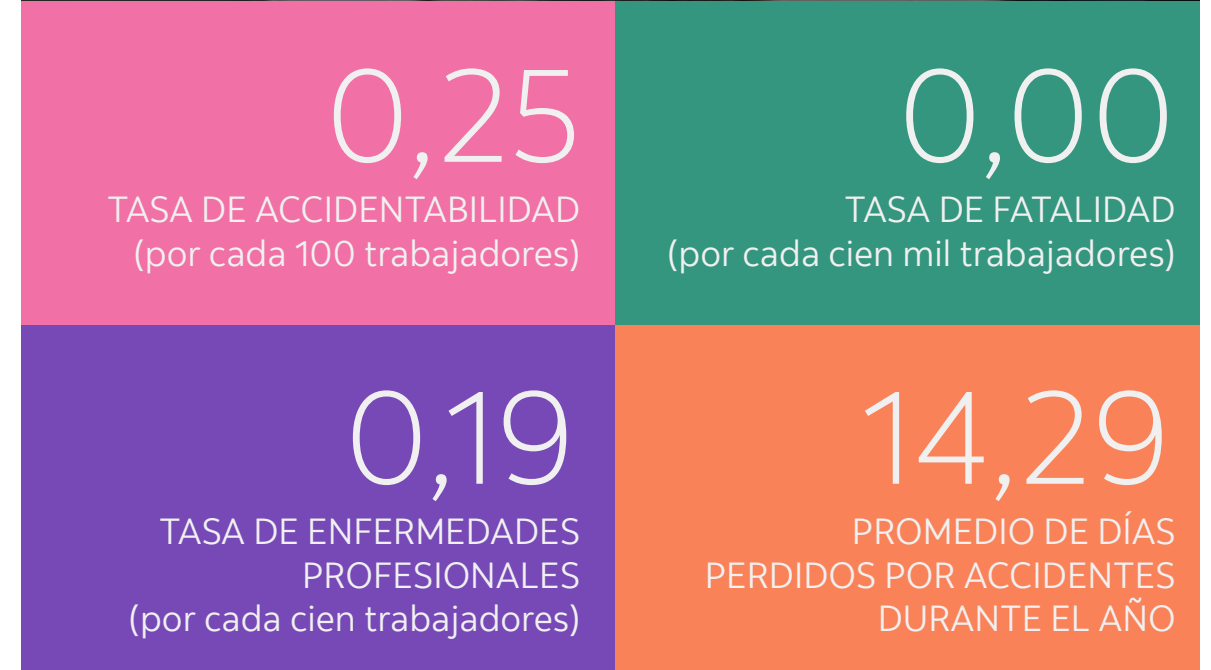 0,25
TASA DE ACCIDENTABILIDAD
(por cada 100 trabajadores)
0,00
TASA DE FATALIDAD
(por cada cien mil trabajadores)
0,19
TASA DE ENFERMEDADES
PROFESIONALES
(por cada cien trabajadores)
14,29
PROMEDIO DE DÍAS
PERDIDOS POR ACCIDENTES
DURANTE EL AÑO